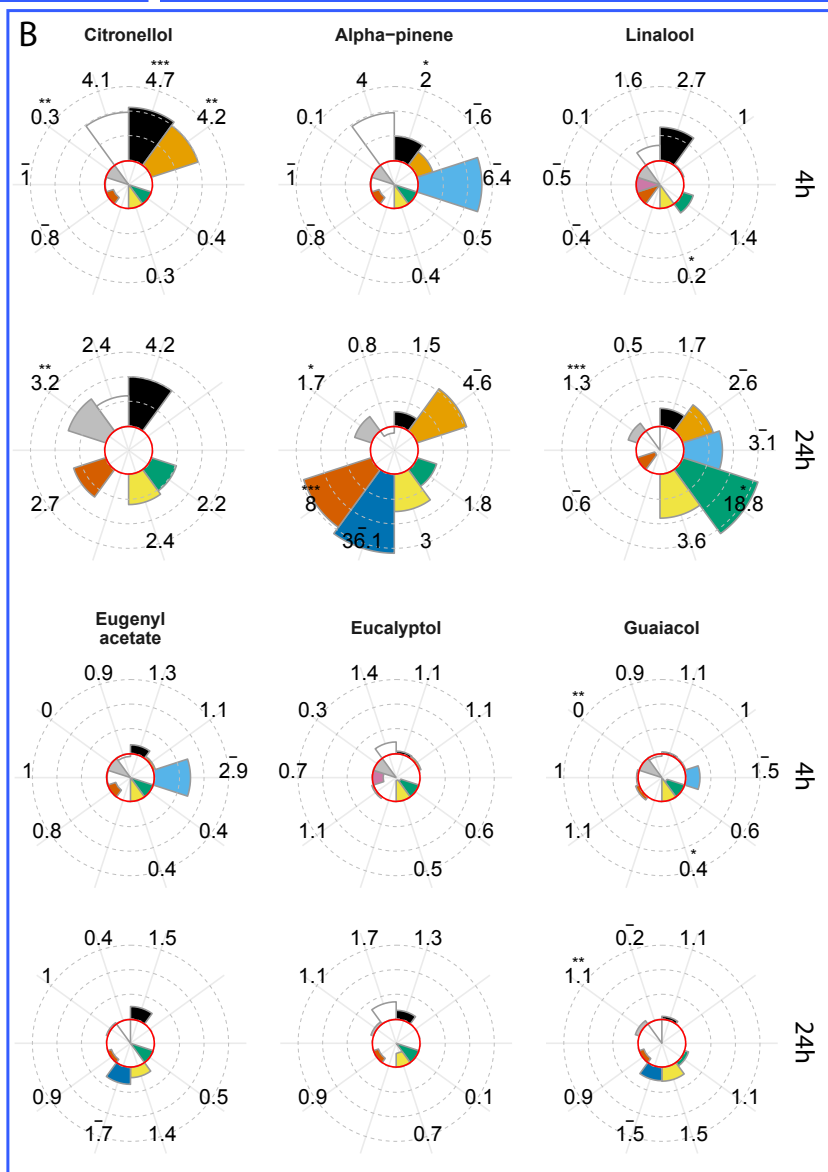 B
Citronellol Alpha−pinene Linalool
4.1 *** 4.7 4 * 2 1.6 2.7
** 0.3 ** 4.2 0.1 − 1.6 0.1 1
− 1 − 1 − 6.4 − 0.5 4h
− 0.8 0.4 − 0.8 0.5 − 0.4 1.4
0.3 0.4 * 0.2
2.4 4.2 0.8 1.5 0.5 1.7
** 3.2 * 1.7 − 4.6 *** 1.3 − 2.6
− 3.1 24h
2.7 2.2 *** 8 1.8 − 0.6 * 18.8
2.4 − 36.1 3 3.6
Eugenyl
acetate Eucalyptol Guaiacol
0.9 1.3 1.4 1.1 0.9 1.1
0 1.1 0.3 1.1 ** 0 1
1 − 2.9 0.7 1 − 1.5 4h
0.8 0.4 1.1 0.6 1.1 0.6
0.4 0.5 * 0.4
0.4 1.5 1.7 1.3 − 0.2 1.1
1 1.1 ** 1.1
24h
0.9 0.5 0.9 0.1 0.9 1.1
− 1.7 1.4 0.7 − 1.5 1.5